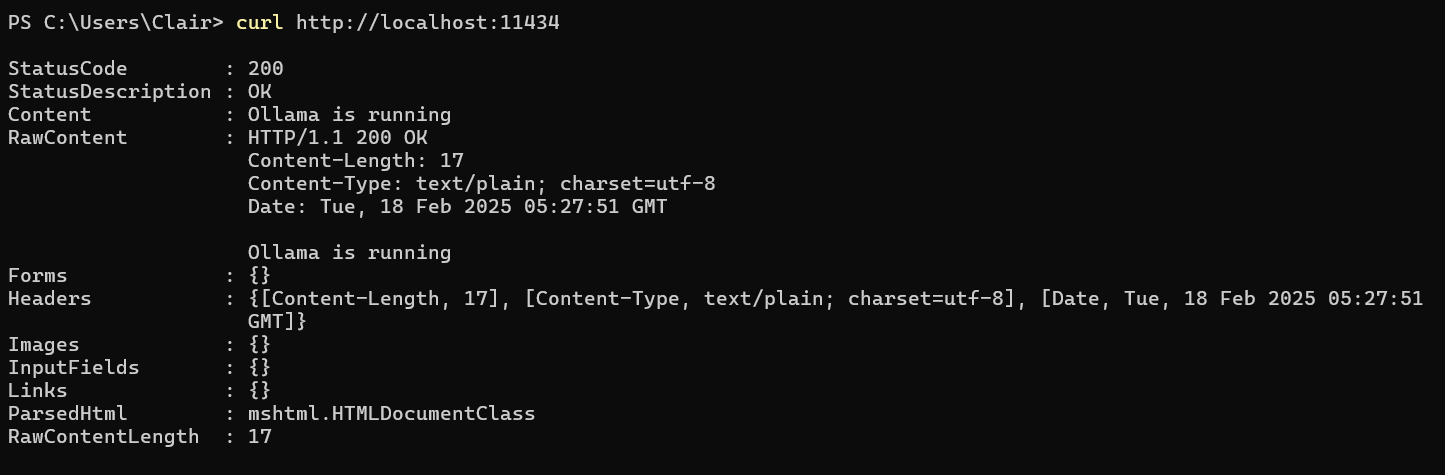 PS C:\Users\Clair> curl http://localhost:11434
StatusCode        : 200
StatusDescription : OK
Content           : Ollama is running
RawContent        : HTTP/1.1 200 OK
                    Content-Length: 17
                    Content-Type: text/plain; charset=utf-8
                    Date: Tue, 18 Feb 2025 05:27:51 GMT
                    Ollama is running
Forms             : {}
Headers           : {[Content-Length, 17], [Content-Type, text/plain; charset=utf-8], [Date, Tue, 18 Feb 2025 05:27:51
                    GMT]}
Images            : {}
InputFields       : {}
Links             : {}
ParsedHtml        : mshtml.HTMLDocumentClass
RawContentLength  : 17